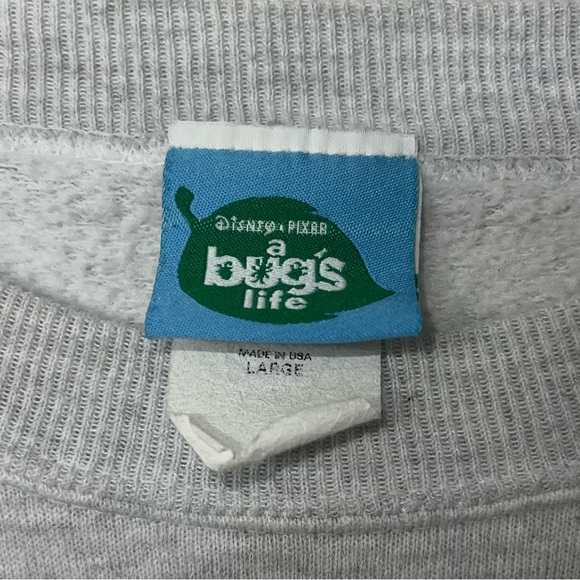 Disney • PIXAR
a
bug's
life
MADE IN USA
LARGE